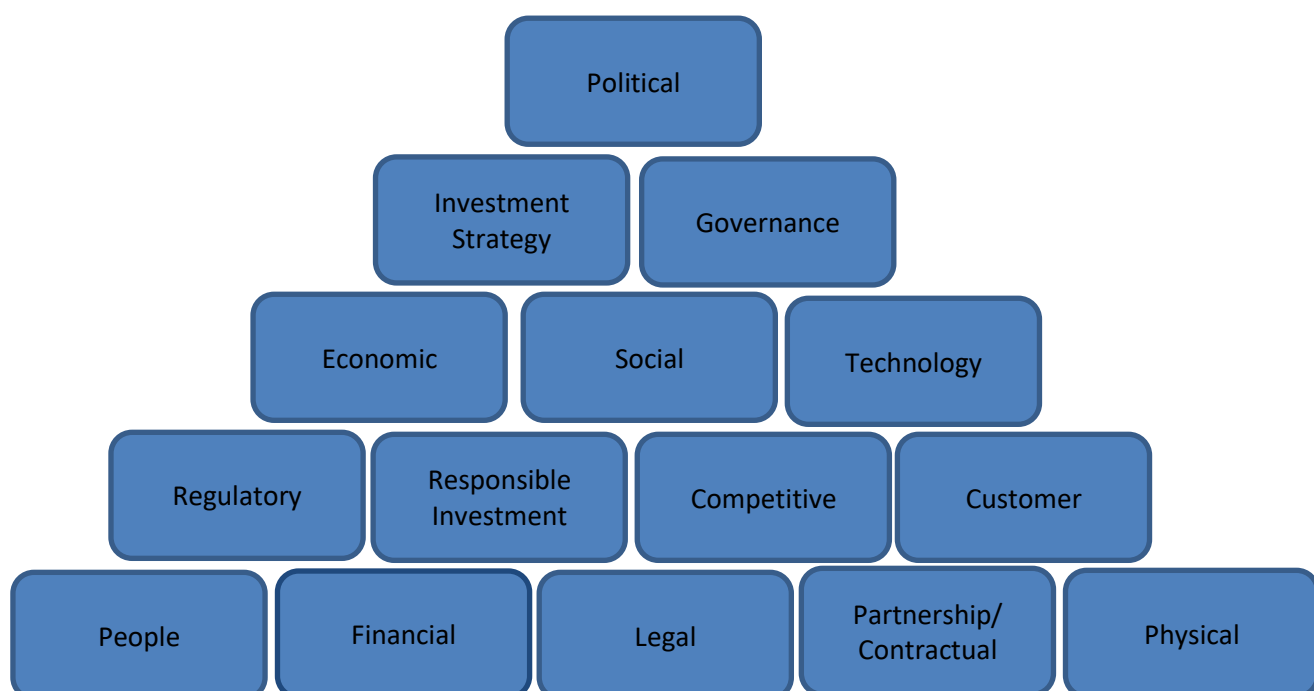 Political
Investment
Strategy
Governance
Economic
Social
Technology
Regulatory
Responsible
Investment
Competitive
Customer
People
Financial
Legal
Partnership/
Contractual
Physical